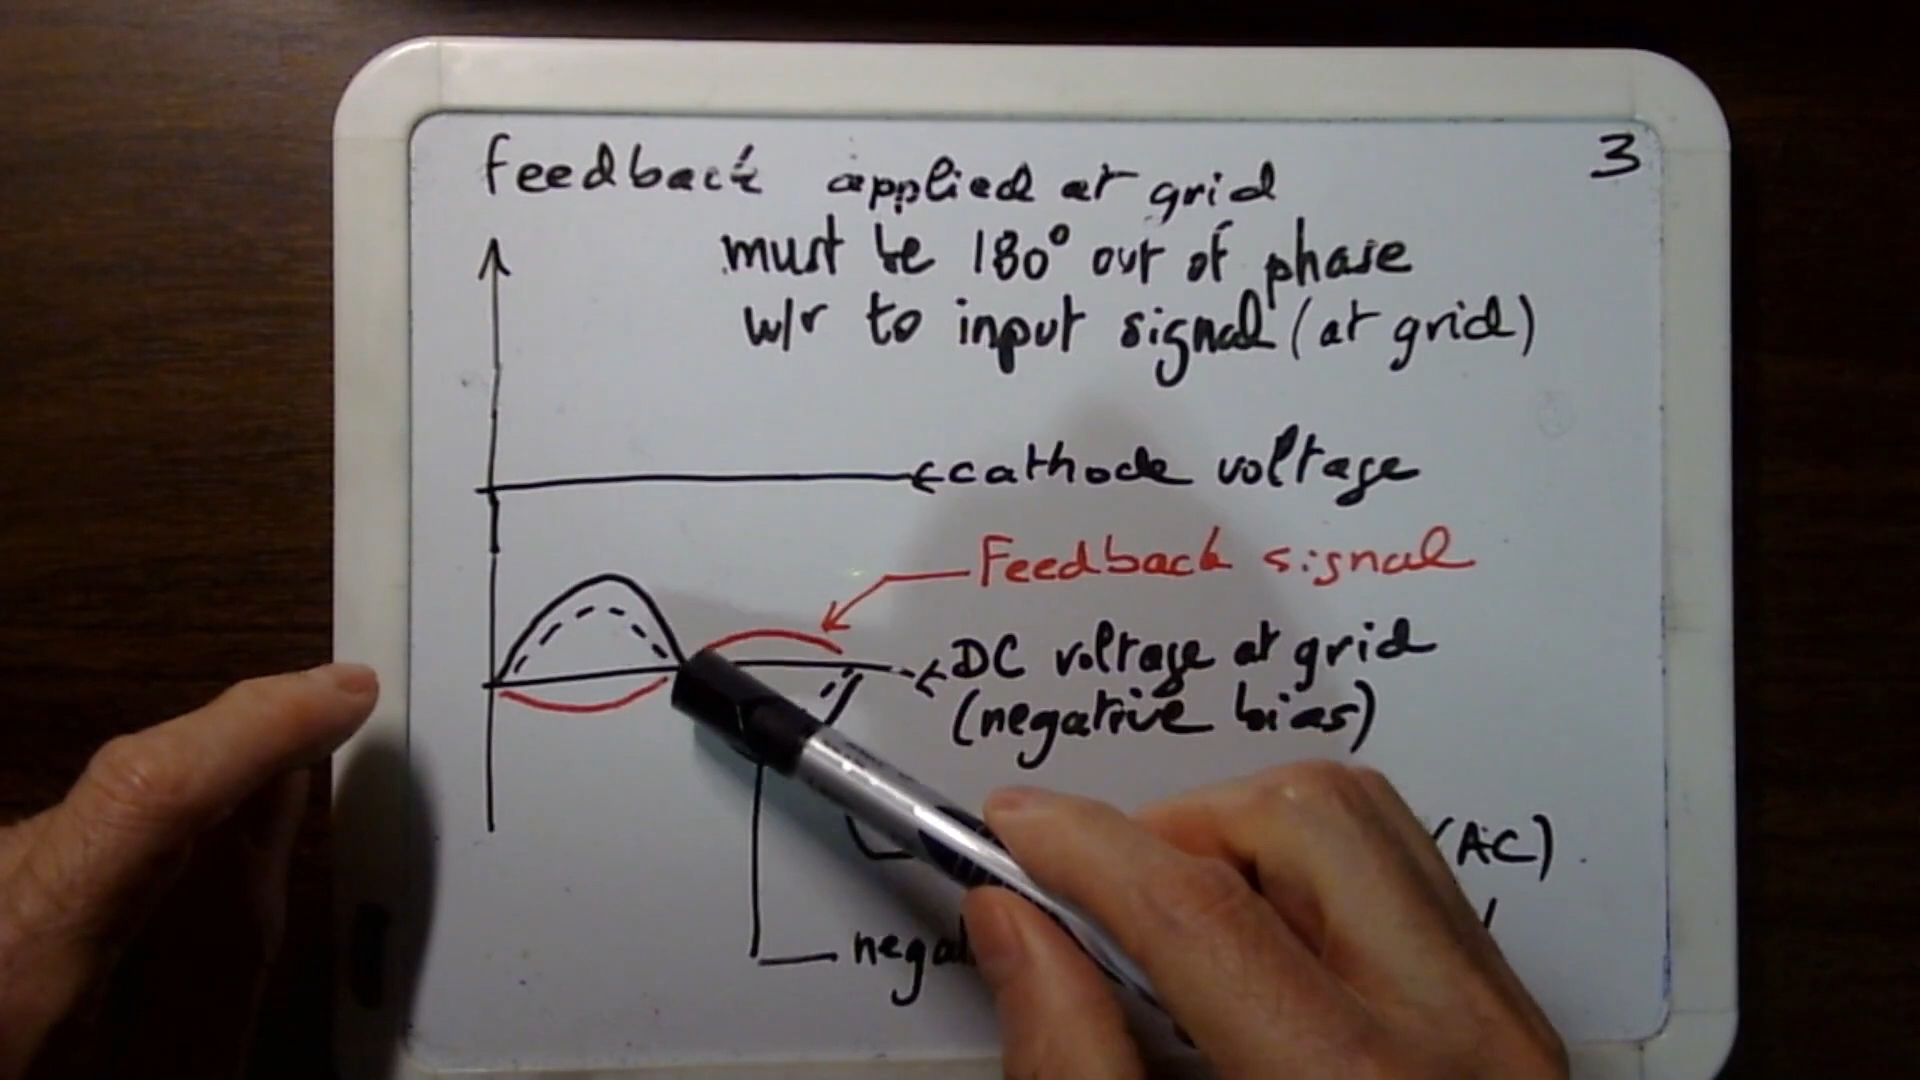 3
feedback applied at grid
must be 180° out of phase
w/r to input signal (at grid)
cathode voltage
Feedback signal
DC voltage at grid
(negative bias)
(AC)